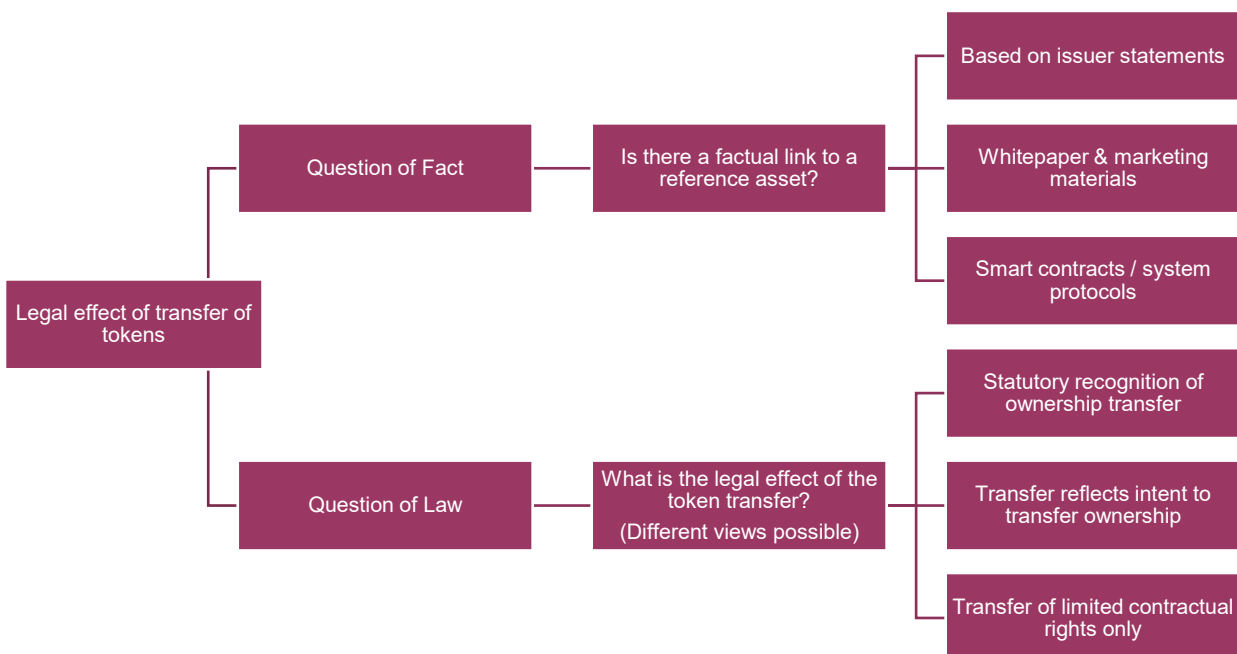 Legal effect of transfer of
tokens
Question of Fact
Is there a factual link to a
reference asset?
Based on issuer statements
Whitepaper & marketing
materials
Smart contracts / system
protocols
Question of Law
What is the legal effect of the
token transfer?
(Different views possible)
Statutory recognition of
ownership transfer
Transfer reflects intent to
transfer ownership
Transfer of limited contractual
rights only